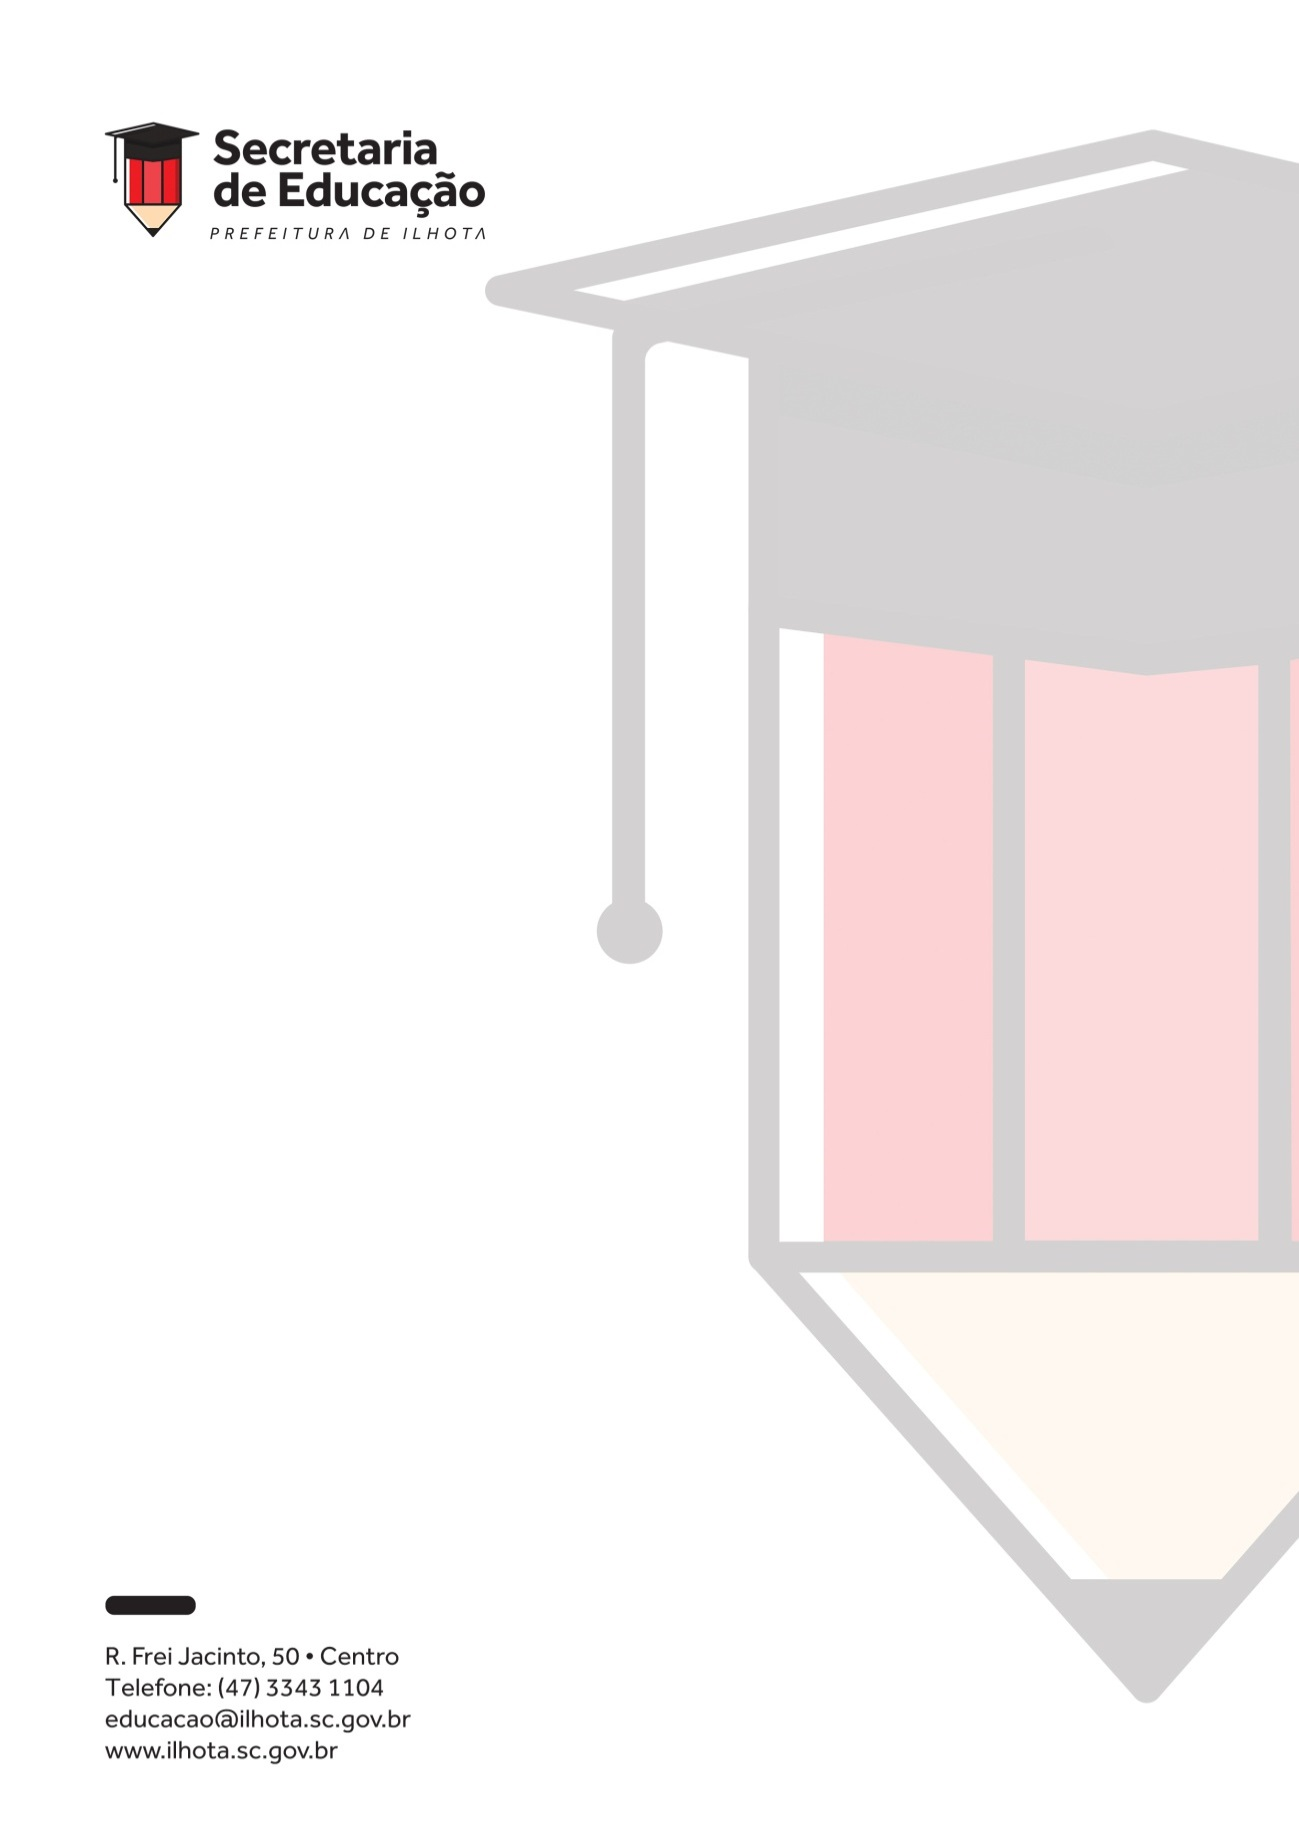 Secretaria
de Educação
PREFEITURA DE ILHOTA
R. Frei Jacinto, 50 • Centro
Telefone: (47) 3343 1104
educacao@ilhota.sc.gov.br
www.ilhota.sc.gov.br